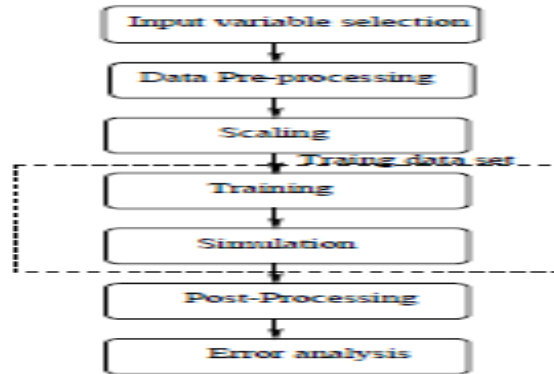 Input variable selection
Data Pre-processing
Scaling
Traing data set
Training
Simulation
Post-Processing
Error analysis